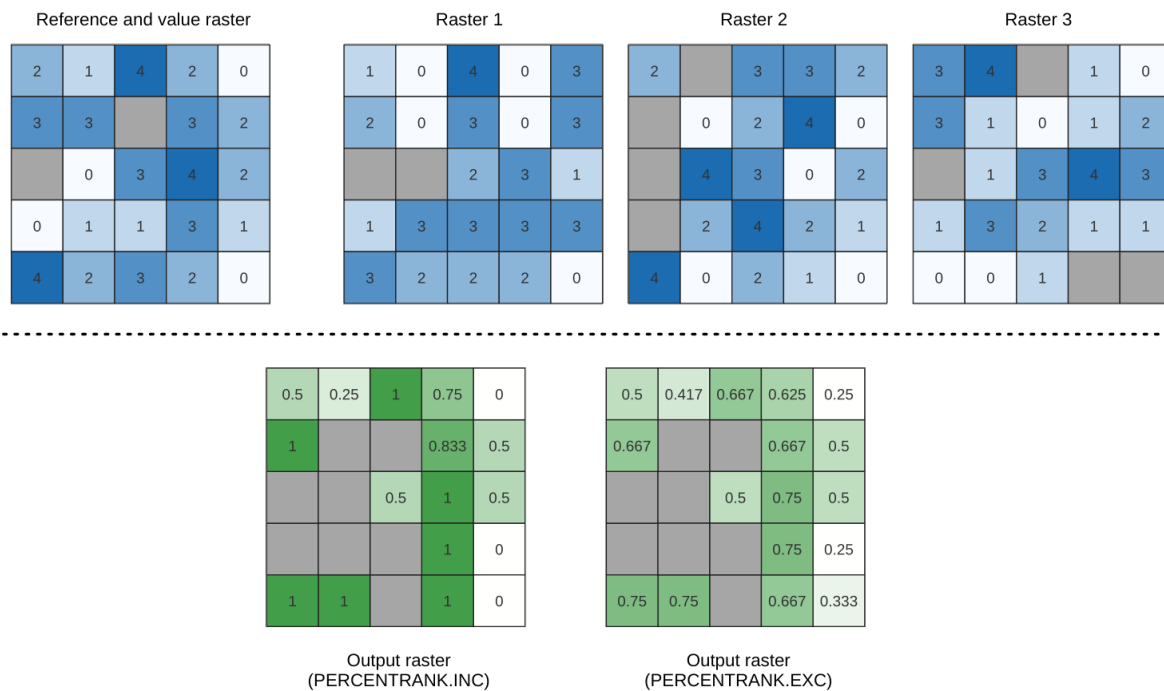 Reference and value raster Raster 1 Raster 2 Raster 3
2 1 4 2 0 1 0 4 0 3 2 3 3 2 3 4 1 0
3 3 3 2 2 0 3 0 3 0 2 4 0 3 1 0 1 2
0 3 4 2 2 3 1 4 3 0 2 1 3 4 3
0 1 1 3 1 1 3 3 3 3 2 4 2 1 1 3 2 1 1
4 2 3 2 0 3 2 2 2 0 4 0 2 1 0 0 0 1
0.5 0.25 1 0.75 0 0.5 0.417 0.667 0.625 0.25
1 0.833 0.5 0.667 0.667 0.5
0.5 1 0.5 0.5 0.75 0.5
1 0 0.75 0.25
1 1 1 0 0.75 0.75 0.667 0.333
Output raster Output raster
(PERCENTRANK.INC) (PERCENTRANK.EXC)